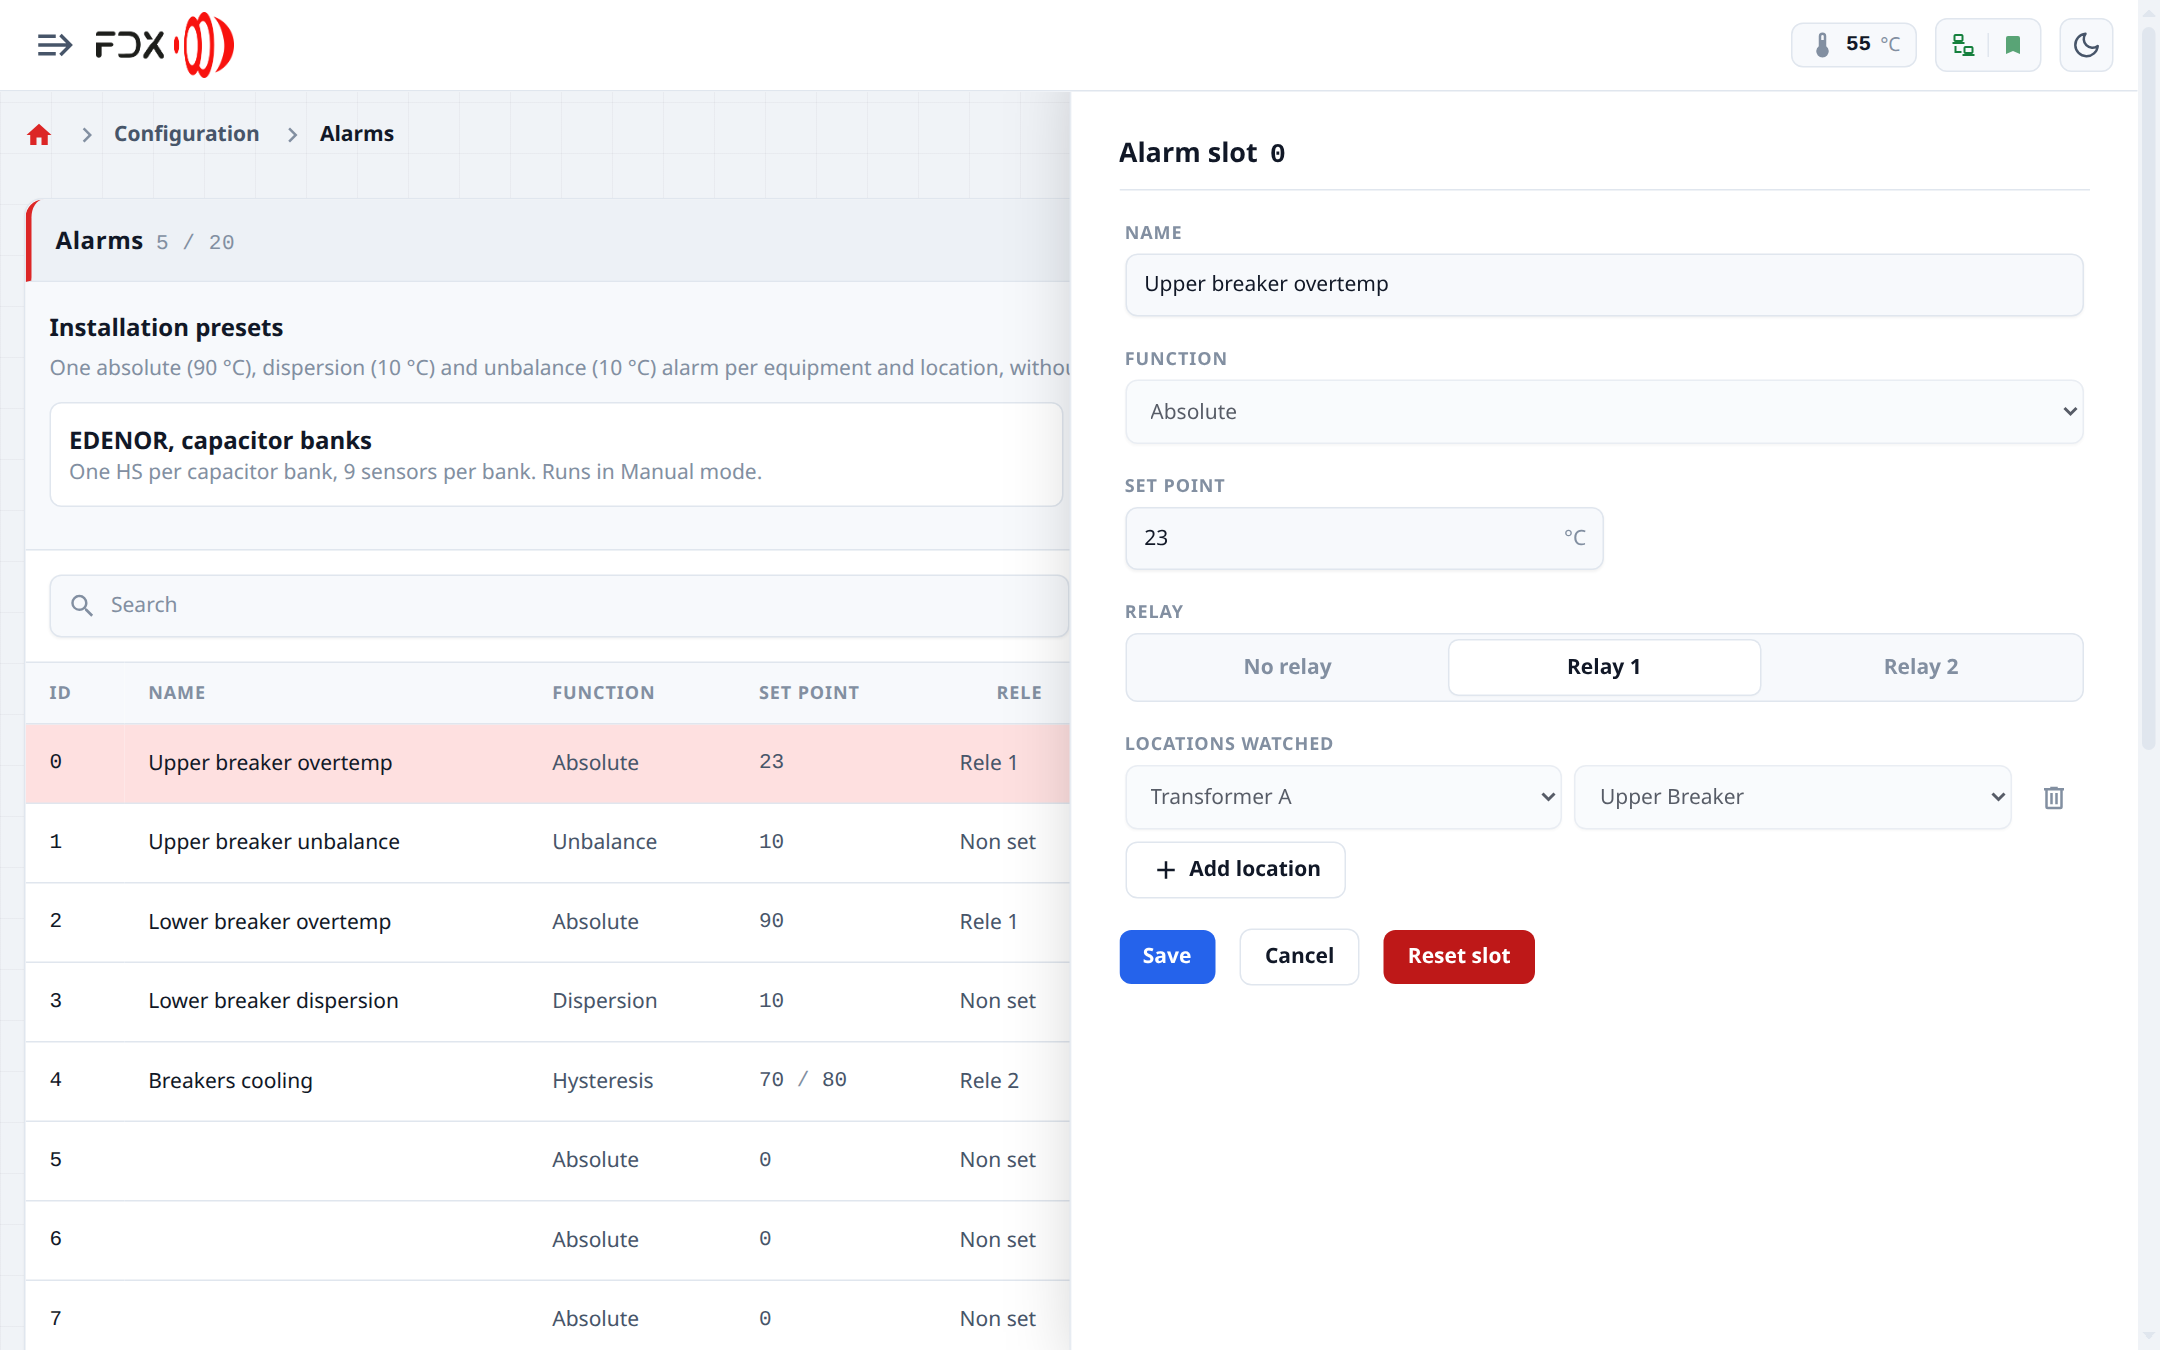 FDX
55 °C
Configuration
Alarms
Alarms 5 / 20
Installation presets
One absolute (90 °C), dispersion (10 °C) and unbalance (10 °C) alarm per equipment and location,
EDENOR, capacitor banks
One HS per capacitor bank, 9 sensors per bank. Runs in Manual mode.
Search
ID NAME FUNCTION SET POINT RELE
0 Upper breaker overtemp Absolute 23 Rele 1
1 Upper breaker unbalance Unbalance 10 Non set
2 Lower breaker overtemp Absolute 90 Rele 1
3 Lower breaker dispersion Dispersion 10 Non set
4 Breakers cooling Hysteresis 70 / 80 Rele 2
5 Absolute 0 Non set
6 Absolute 0 Non set
7 Absolute 0 Non set
Alarm slot 0
NAME
Upper breaker overtemp
FUNCTION
Absolute
SET POINT
23 °C
RELAY
No relay Relay 1 Relay 2
LOCATIONS WATCHED
Transformer A Upper Breaker
Add location
Save Cancel Reset slot